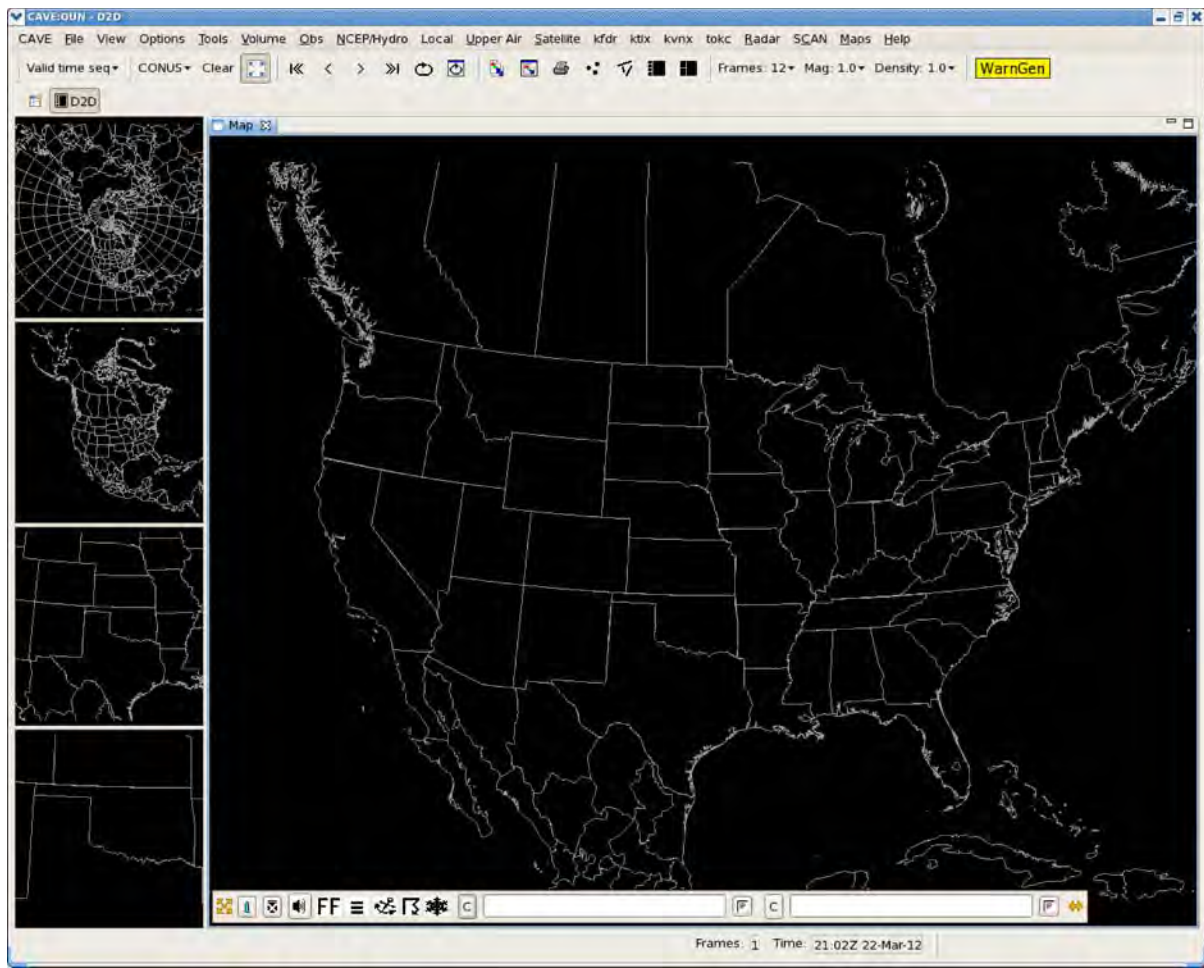 CAVE:OUN - D2D
CAVE File View Options Tools Volume Obs NCEP/Hydro Local Upper Air Satellite kfdr ktlx kvnx tokc Radar SCAN Maps Help
Valid time seq CONUS Clear Frames: 12 Mag: 1.0 Density: 1.0 WarnGen
D2D
Map
FF C C
Frames: 1 Time: 21:02Z 22-Mar-12